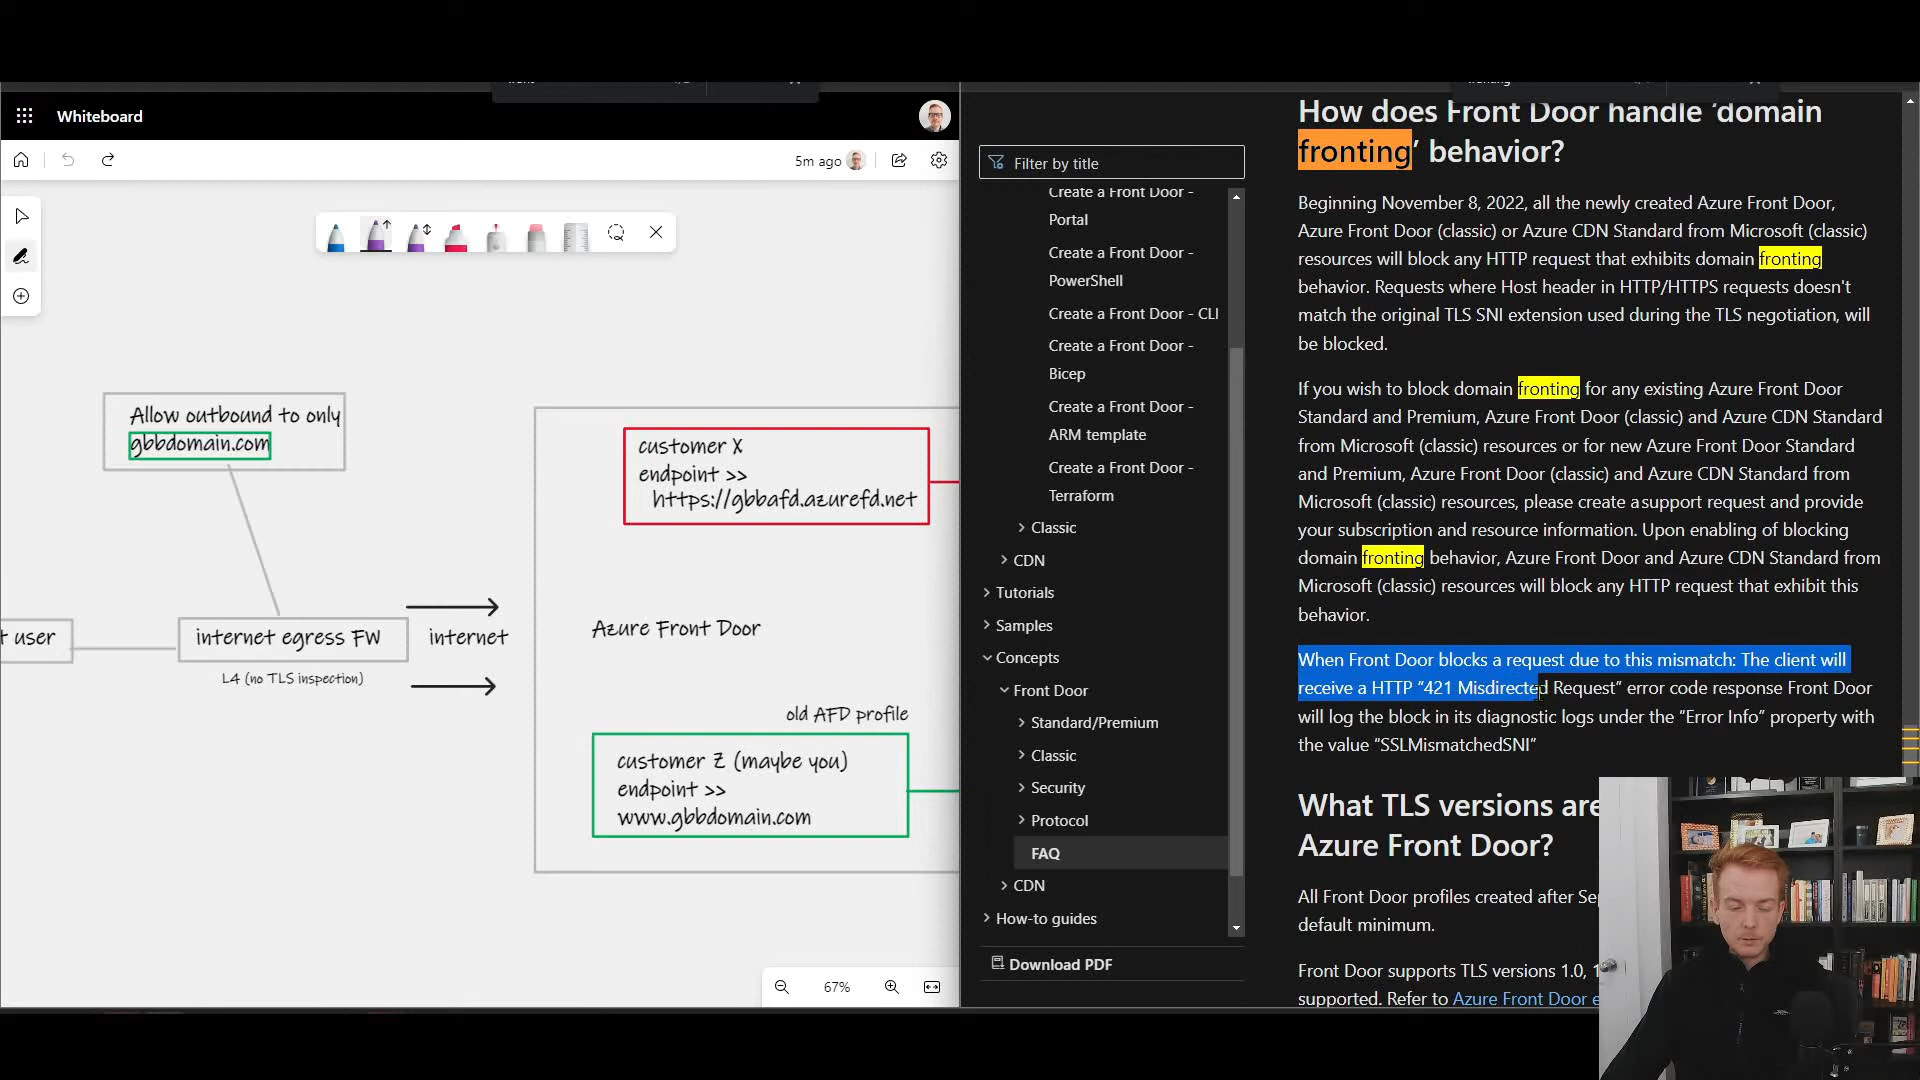 Whiteboard
5m ago
Allow outbound to only
gbbdomain.com
t user
internet egress FW
L4 (no TLS inspection)
internet
customer X
endpoint >>
https://gbbafd.azurefd.net
Azure Front Door
old AFD profile
customer Z (maybe you)
endpoint >>
www.gbbdomain.com
67%
Filter by title
Create a Front Door -
Portal
Create a Front Door -
PowerShell
Create a Front Door - CLI
Create a Front Door -
Bicep
Create a Front Door -
ARM template
Create a Front Door -
Terraform
Classic
CDN
Tutorials
Samples
Concepts
Front Door
Standard/Premium
Classic
Security
Protocol
FAQ
CDN
How-to guides
Download PDF
How does Front Door handle ‘domain
fronting’ behavior?
Beginning November 8, 2022, all the newly created Azure Front Door,
Azure Front Door (classic) or Azure CDN Standard from Microsoft (classic)
resources will block any HTTP request that exhibits domain fronting
behavior. Requests where Host header in HTTP/HTTPS requests doesn't
match the original TLS SNI extension used during the TLS negotiation, will
be blocked.
If you wish to block domain fronting for any existing Azure Front Door
Standard and Premium, Azure Front Door (classic) and Azure CDN Standard
from Microsoft (classic) resources or for new Azure Front Door Standard
and Premium, Azure Front Door (classic) and Azure CDN Standard from
Microsoft (classic) resources, please create a support request and provide
your subscription and resource information. Upon enabling of blocking
domain fronting behavior, Azure Front Door and Azure CDN Standard from
Microsoft (classic) resources will block any HTTP request that exhibit this
behavior.
When Front Door blocks a request due to this mismatch: The client will
receive a HTTP “421 Misdirected Request” error code response Front Door
will log the block in its diagnostic logs under the “Error Info” property with
the value “SSLMismatchedSNI”
What TLS versions are
Azure Front Door?
All Front Door profiles created after Se
default minimum.
Front Door supports TLS versions 1.0, 1
supported. Refer to Azure Front Door e